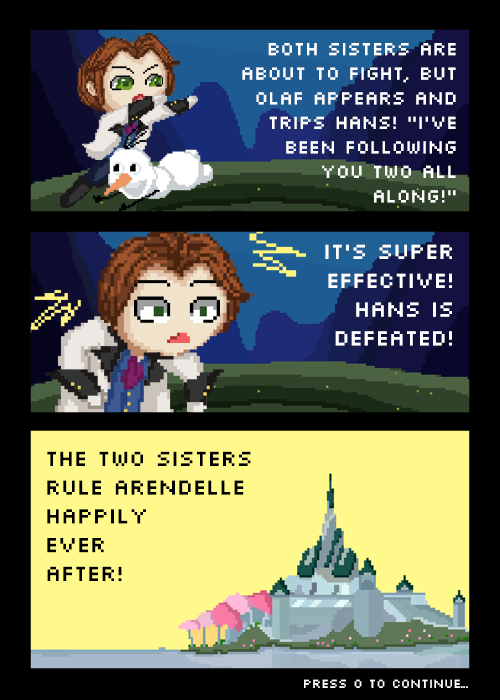 BOTH SISTERS ARE
ABOUT TO FIGHT, BUT
OLAF APPEARS AND
TRIPS HANS! "I'VE
BEEN FOLLOWING
YOU TWO ALL
ALONG!"
IT'S SUPER
EFFECTIVE!
HANS IS
DEFEATED!
THE TWO SISTERS
RULE ARENDELLE
HAPPILY
EVER
AFTER!
PRESS O TO CONTINUE...